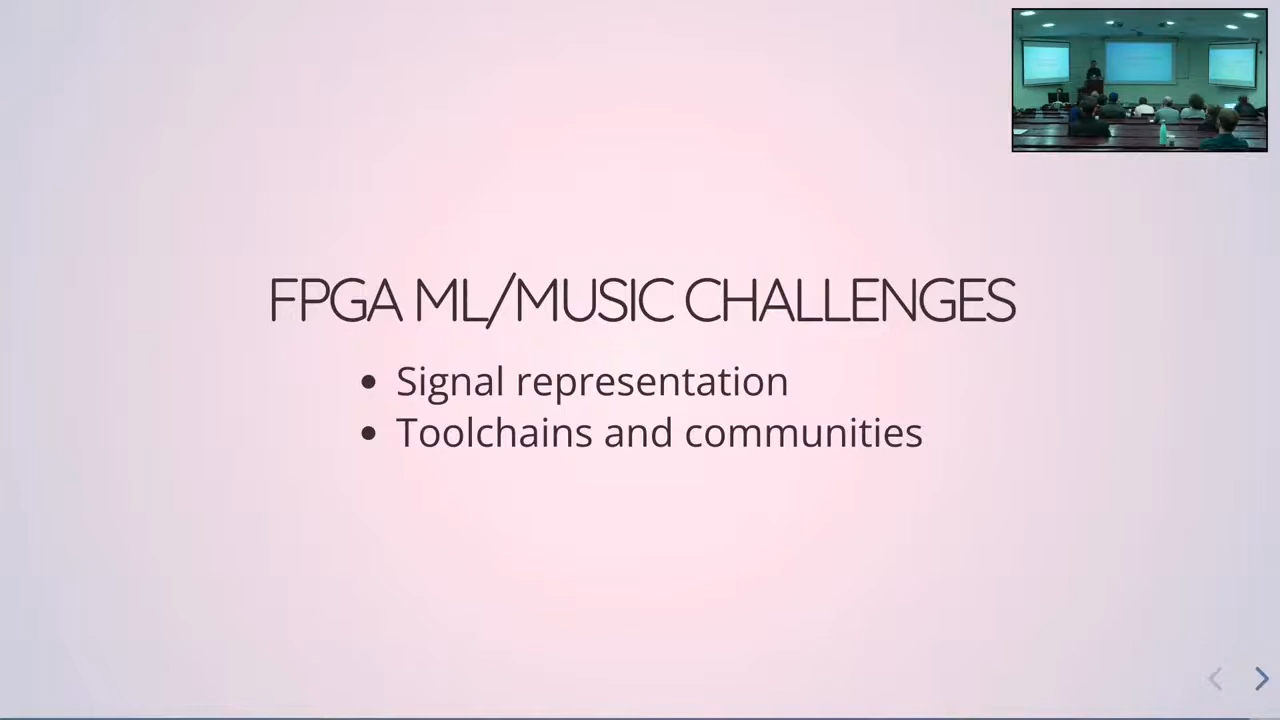 FPGA ML/MUSIC CHALLENGES
Signal representation
Toolchains and communities